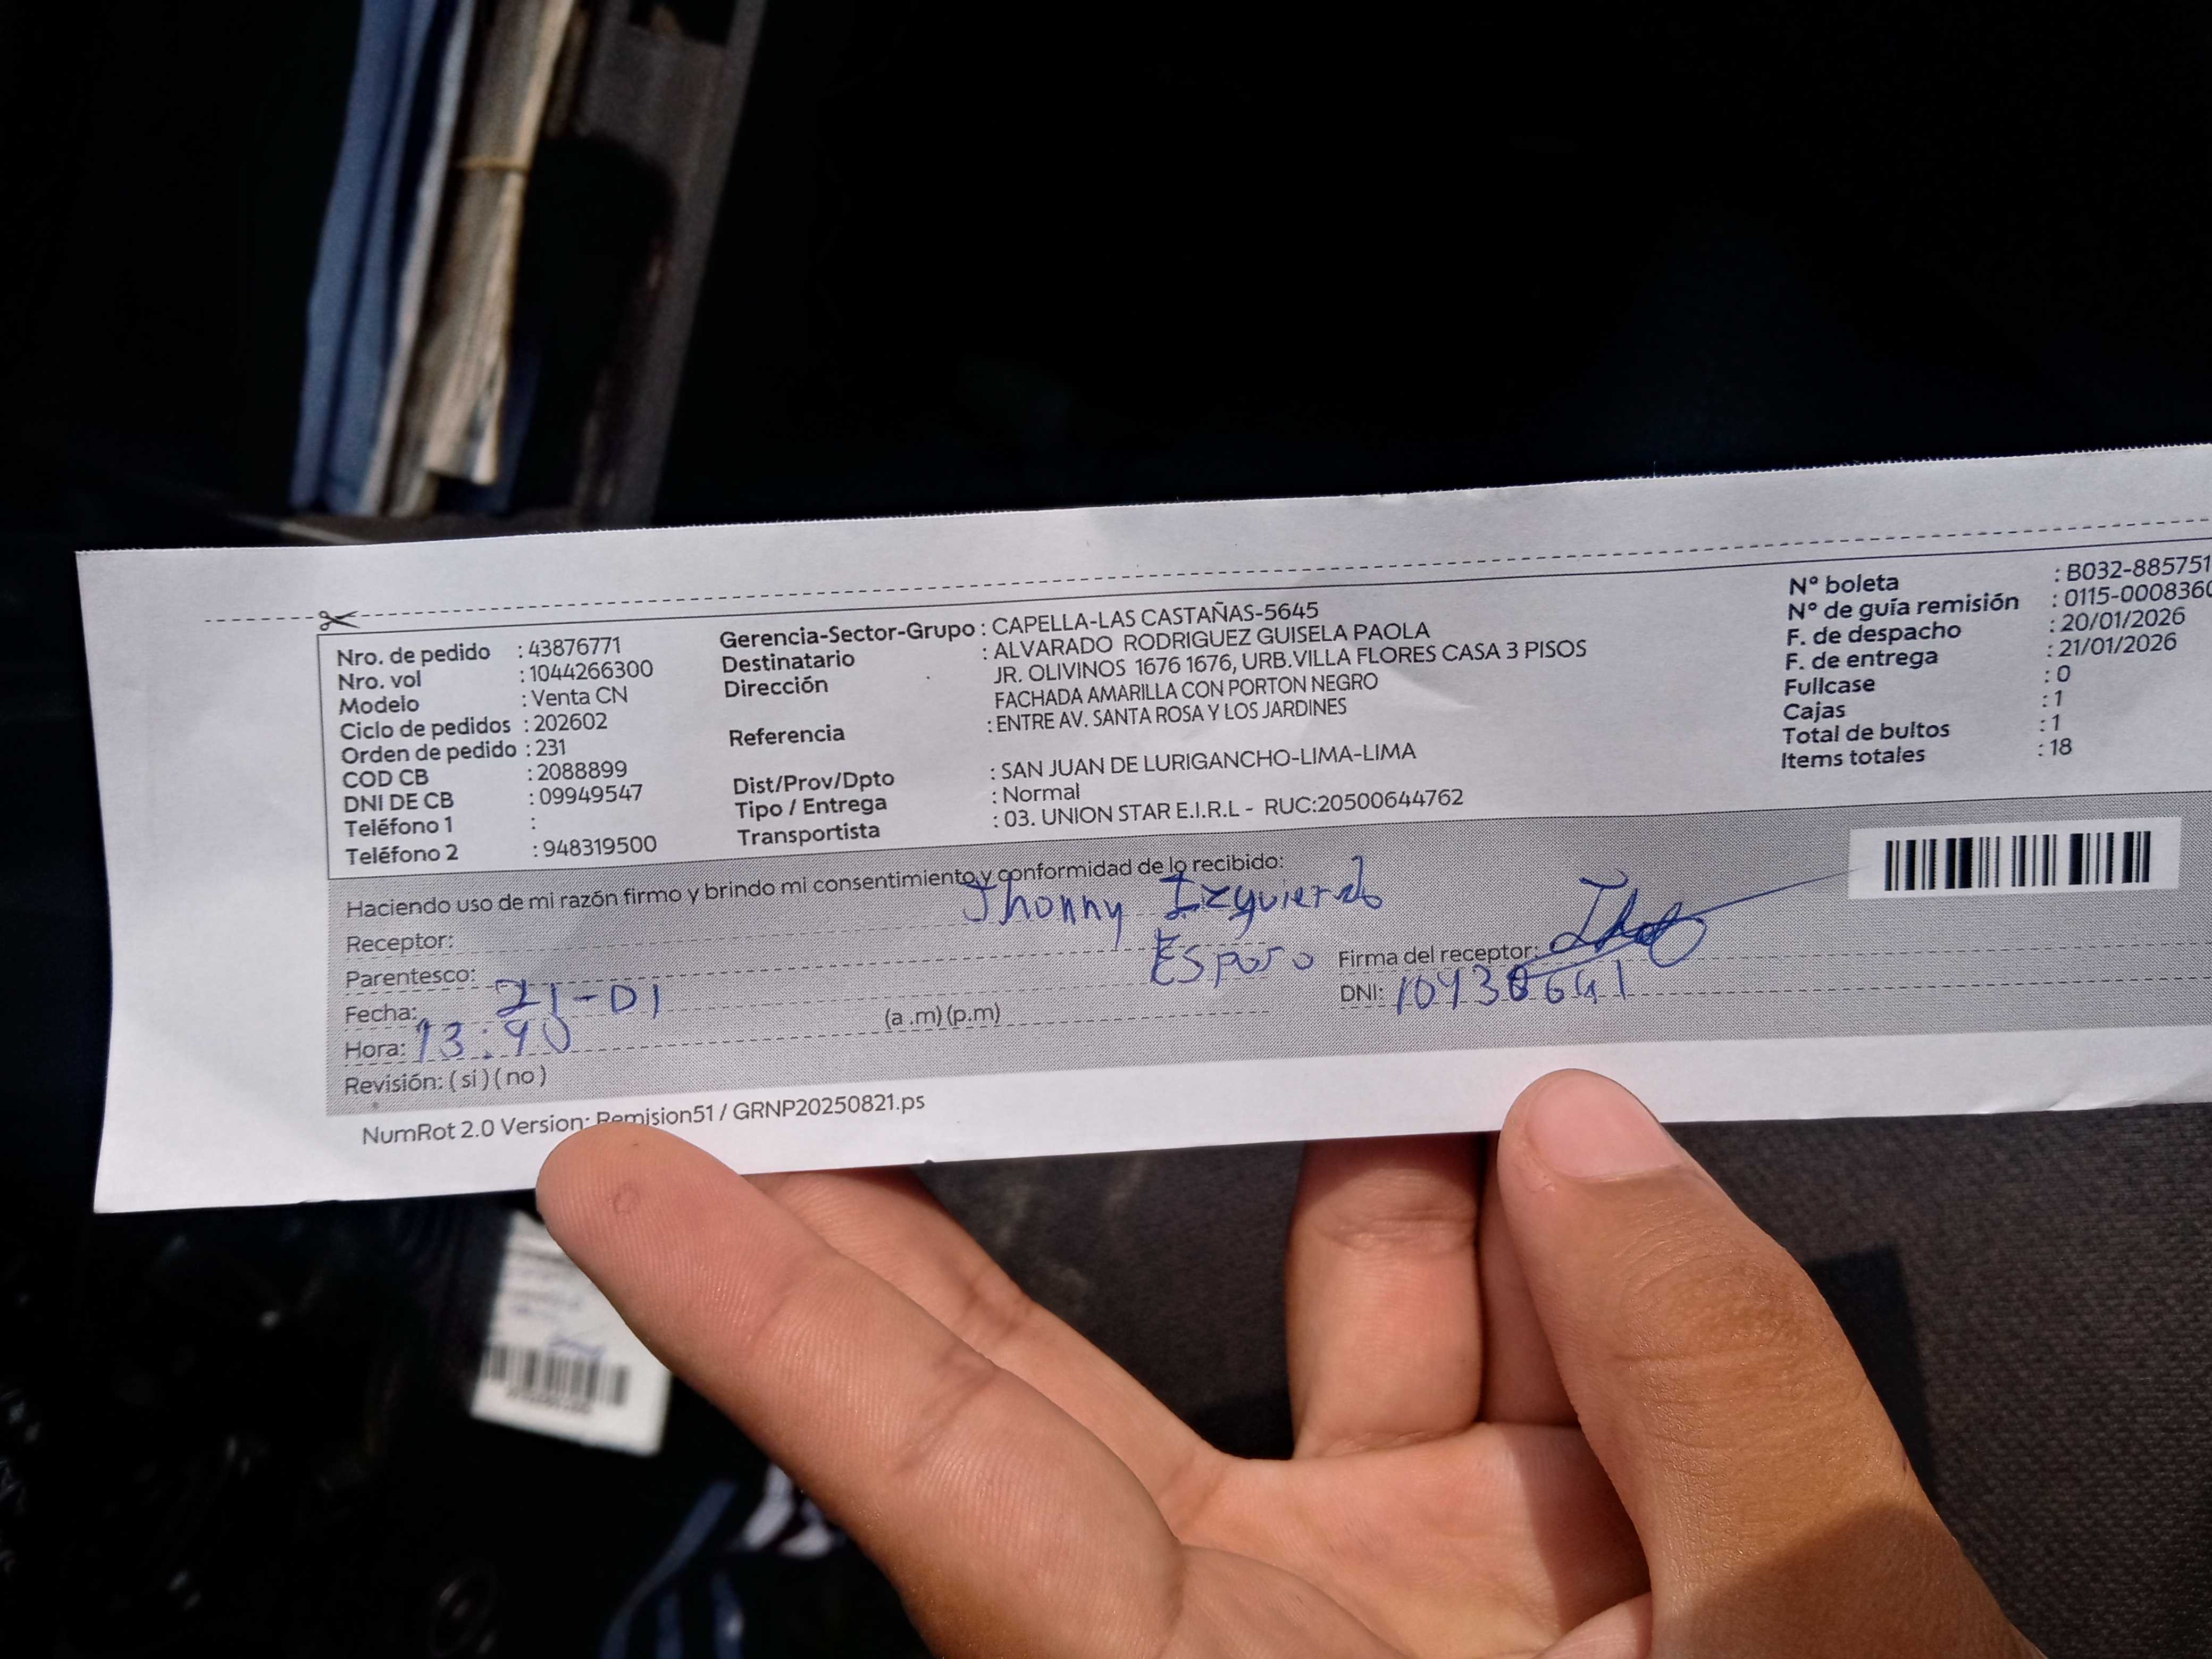 Nro. de pedido : 43876771
Nro. vol : 1044266300
Modelo : Venta CN
Ciclo de pedidos : 202602
Orden de pedido : 231
COD CB : 2088899
DNI DE CB : 09949547
Teléfono 1 :
Teléfono 2 : 948319500
Gerencia-Sector-Grupo : CAPELLA-LAS CASTAÑAS-5645
Destinatario : ALVARADO RODRIGUEZ GUISELA PAOLA
Dirección JR. OLIVINOS 1676 1676, URB.VILLA FLORES CASA 3 PISOS
FACHADA AMARILLA CON PORTON NEGRO
Referencia : ENTRE AV. SANTA ROSA Y LOS JARDINES
Dist/Prov/Dpto : SAN JUAN DE LURIGANCHO-LIMA-LIMA
Tipo / Entrega : Normal
Transportista : 03. UNION STAR E.I.R.L - RUC:20500644762
N° boleta : B032-885751
N° de guía remisión : 0115-0008360
F. de despacho : 20/01/2026
F. de entrega : 21/01/2026
Fullcase : 0
Cajas : 1
Total de bultos : 1
Items totales : 18
Haciendo uso de mi razón firmo y brindo mi consentimiento y conformidad de lo recibido:
Receptor: Jhonny Izquierdo
Parentesco: Esposo
Firma del receptor:
Fecha: 21-01
DNI:
Hora: (a .m) (p.m)
Revisión: ( si ) ( no )
NumRot 2.0 Version: Remision51 / GRNP20250821.ps